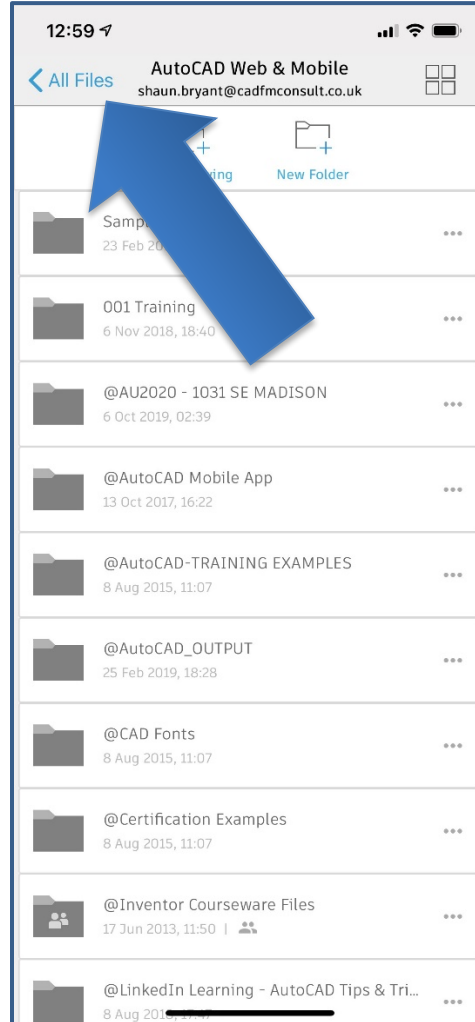 12:59
All Files
AutoCAD Web & Mobile
shaun.bryant@cadfmconsult.co.uk
New Folder
23 Feb
001 Training
6 Nov 2018, 18:40
@AU2020 - 1031 SE MADISON
6 Oct 2019, 02:39
@AutoCAD Mobile App
13 Oct 2017, 16:22
@AutoCAD-TRAINING EXAMPLES
8 Aug 2015, 11:07
@AutoCAD_OUTPUT
25 Feb 2019, 18:28
@CAD Fonts
8 Aug 2015, 11:07
@Certification Examples
8 Aug 2015, 11:07
@Inventor Courseware Files
17 Jun 2013, 11:50 |
@LinkedIn Learning - AutoCAD Tips & Tri...
8 Aug